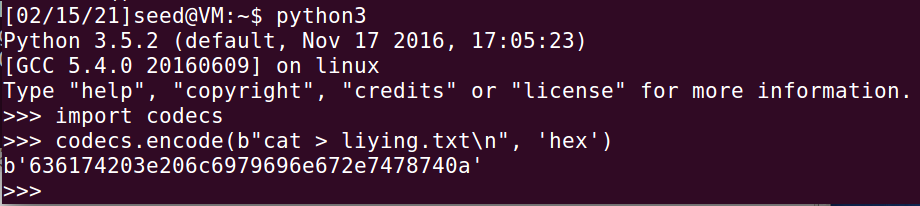 [02/15/21]seed@VM:~$ python3
Python 3.5.2 (default, Nov 17 2016, 17:05:23)
[GCC 5.4.0 20160609] on linux
Type "help", "copyright", "credits" or "license" for more information.
>>> import codecs
>>> codecs.encode(b"cat > liying.txt\n", 'hex')
b'636174203e206c6979696e672e7478740a'
>>>